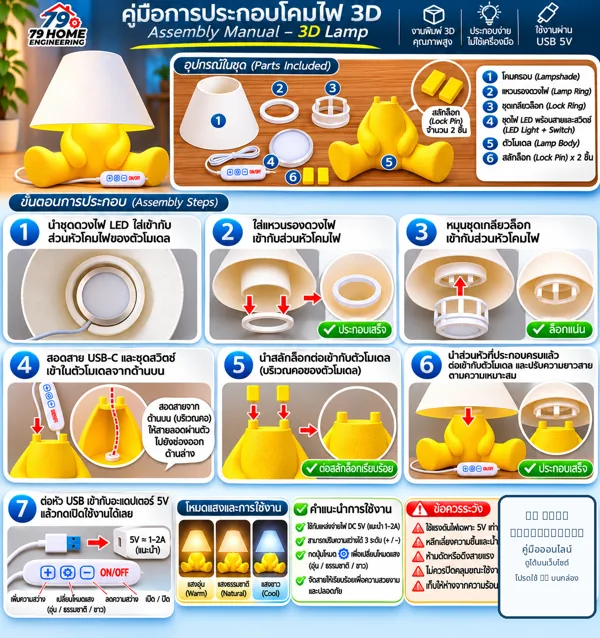 79
79 HOME
ENGINEERING
คู่มือการประกอบโคมไฟ 3D
Assembly Manual – 3D Lamp
งานพิมพ์ 3D
คุณภาพสูง
ประกอบง่าย
ไม่ใช้เครื่องมือ
ใช้งานผ่าน
USB 5V
อุปกรณ์ในชุด (Parts Included)
1
2
3
4
5
6
สลักล็อก
(Lock Pin)
จำนวน 2 ชิ้น
ON/OFF
1 โคมครอบ (Lampshade)
2 แหวนรองดวงไฟ (Lamp Ring)
3 ชุดเกลียวล็อก (Lock Ring)
4 ชุดไฟ LED พร้อมสายและสวิตช์
(LED Light + Switch)
5 ตัวโมเดล (Lamp Body)
6 สลักล็อก (Lock Pin) x 2 ชิ้น
ขั้นตอนการประกอบ (Assembly Steps)
1 นำชุดดวงไฟ LED ใส่เข้ากับ
ส่วนหัวโคมไฟของตัวโมเดล
2 ใส่แหวนรองดวงไฟ
เข้ากับส่วนหัวโคมไฟ
ประกอบเสร็จ
3 หมุนชุดเกลียวล็อก
เข้ากับส่วนหัวโคมไฟ
ล็อกแน่น
4 สอดสาย USB-C และชุดสวิตซ์
เข้าในตัวโมเดลจากด้านบน
สอดสายจาก
ด้านบน (บริเวณคอ)
ให้สายลอดผ่านตัว
ไปยังช่องออก
ด้านล่าง
5 นำสลักล็อกต่อเข้ากับตัวโมเดล
(บริเวณคอของตัวโมเดล)
ต่อสลักล็อกเรียบร้อย
6 นำส่วนหัวที่ประกอบครบแล้ว
ต่อเข้ากับตัวโมเดล และปรับความยาวสาย
ตามความเหมาะสม
ประกอบเสร็จ
7 ต่อหัว USB เข้ากับอะแดปเตอร์ 5V
แล้วกดเปิดใช้งานได้เลย
5V ≈ 1-2A
(แนะนำ)
ON/OFF
เพิ่มความสว่าง เปลี่ยนโหมดแสง ลดความสว่าง เปิด / ปิด
(อุ่น / ธรรมชาติ / ขาว)
โหมดแสงและการใช้งาน
แสงอุ่น
(Warm)
แสงธรรมชาติ
(Natural)
แสงขาว
(Cool)
คำแนะนำการใช้งาน
ใช้กับแหล่งจ่ายไฟ DC 5V (แนะนำ 1-2A)
สามารถปรับความสว่างได้ 3 ระดับ (+ / –)
กดปุ่มโหมด เพื่อเปลี่ยนโหมดแสง
(อุ่น / ธรรมชาติ / ขาว)
จัดสายให้เรียบร้อยเพื่อความสวยงาม
และปลอดภัย
ข้อควรระวัง
ใช้แรงดันไฟเฉพาะ 5V เท่า
หลีกเลี่ยงความชื้นและน้ำ
ห้ามดัดหรือดึงสายแรง
ไม่ควรปิดคลุมขณะใช้งาน
เก็บให้ห่างจากความร้อน
คู่มือออนไลน์
ดูได้บนเว็บไซต์
โปรดใช้ บนกล่อง